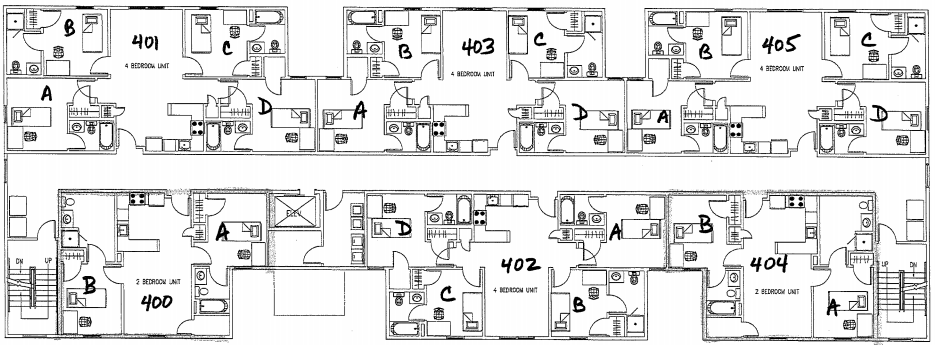 B
401
C
B
403
C
B
405
C
4 BEDROOM UNIT
4 BEDROOM UNIT
4 BEDROOM UNIT
A
D
A
D
A
D
A
ELEV.
D
A
B
B
2 BEDROOM UNIT
400
402
404
DN UP
B
C
4 BEDROOM UNIT
B
2 BEDROOM UNIT
A
UP DN